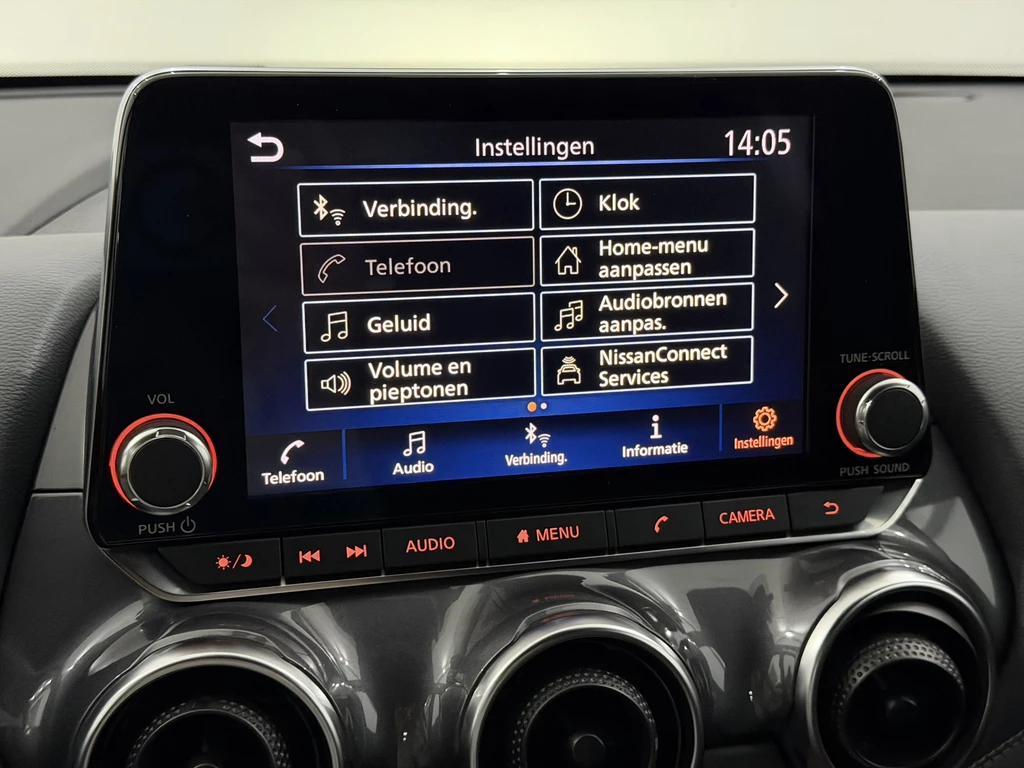 Instellingen
14:05
Verbinding.
Klok
Telefoon
Home-menu
aanpassen
Geluid
Audiobronnen
aanpas.
Volume en
pieptonen
NissanConnect
Services
Telefoon
Audio
Verbinding.
Informatie
Instellingen
VOL
PUSH
TUNE·SCROLL
PUSH SOUND
AUDIO
MENU
CAMERA